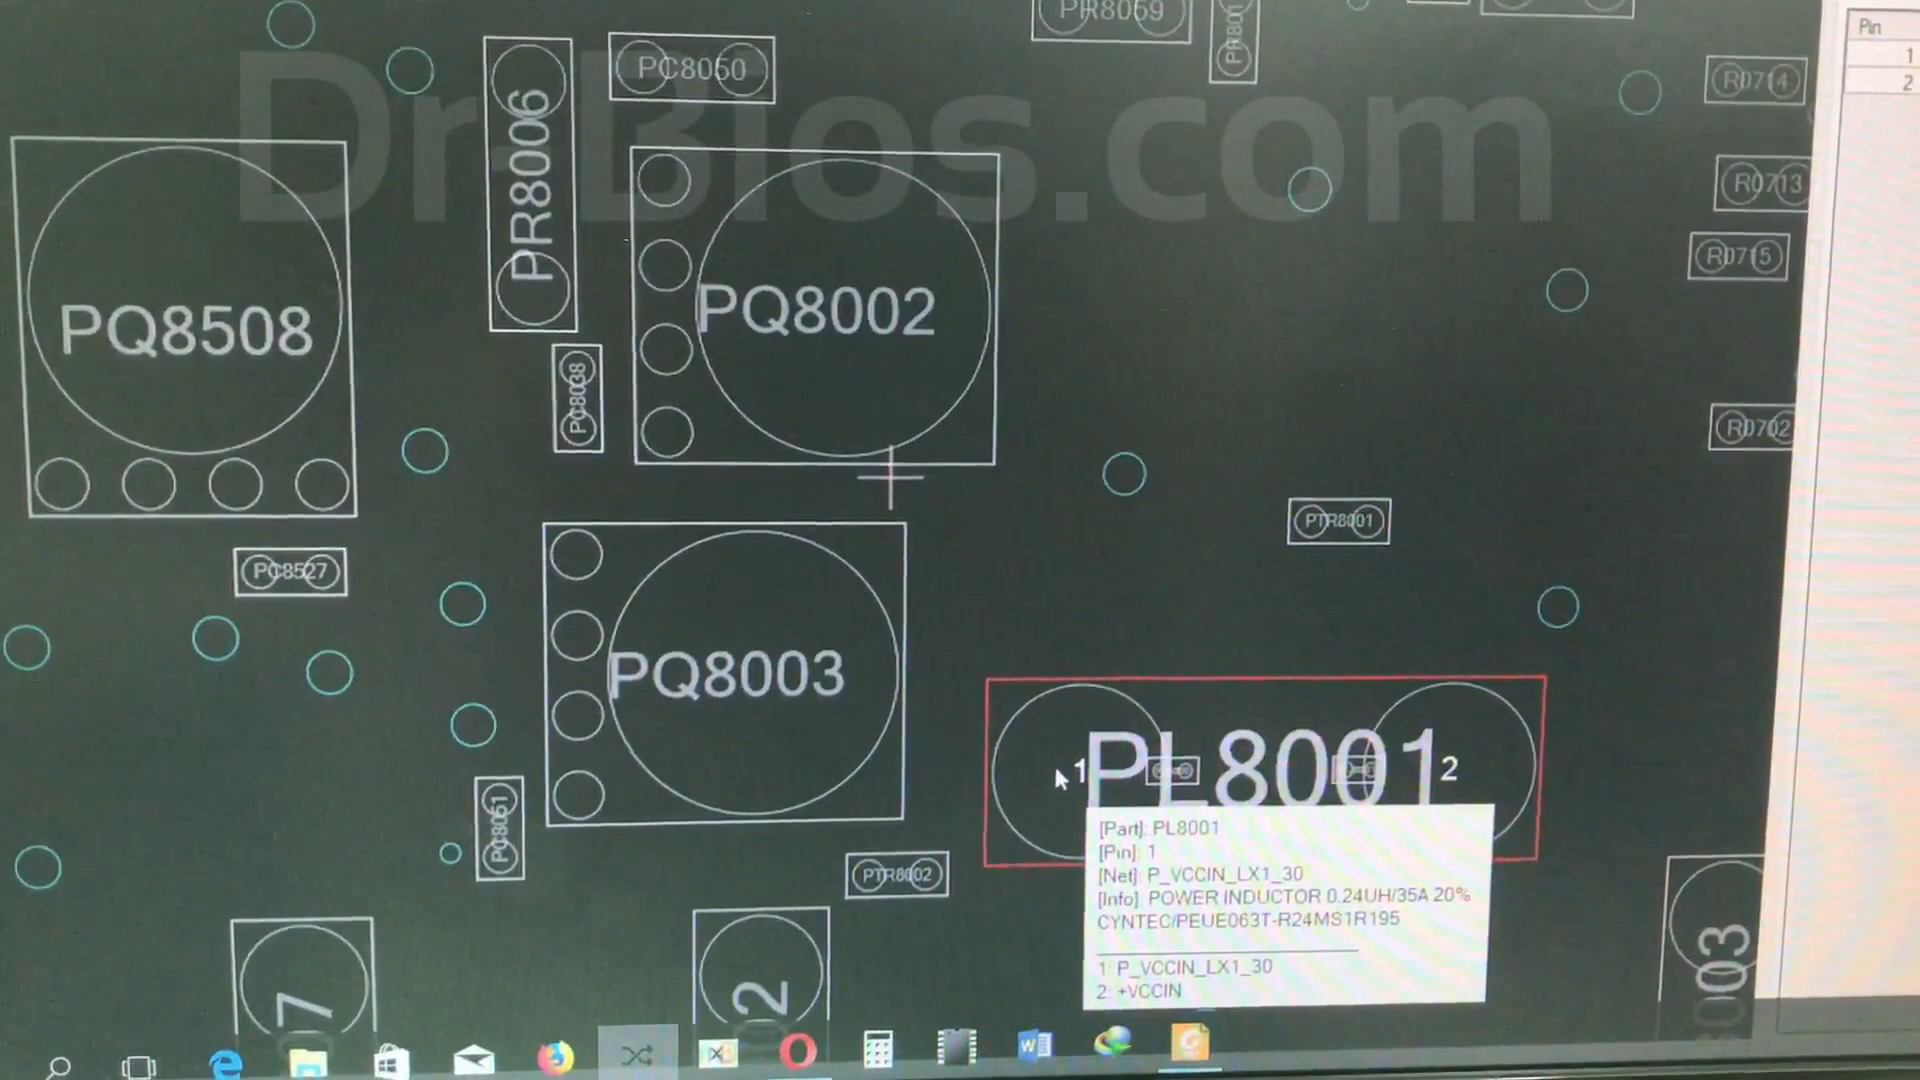 PR8059
PR801
Pin
1
2
PC8050
R0714
Dr-Bios.com
PR8006
R0713
R0715
PQ8508
PQ8002
PC8038
R0702
PTR8001
PC8527
PQ8003
1 PL8001 2
PC8051
PTR8002
[Part]: PL8001
[Pin]: 1
[Net]: P_VCCIN_LX1_30
[Info]: POWER INDUCTOR 0.24UH/35A 20%
CYNTEC/PEUE063T-R24MS1R195
1: P_VCCIN_LX1_30
2: +VCCIN